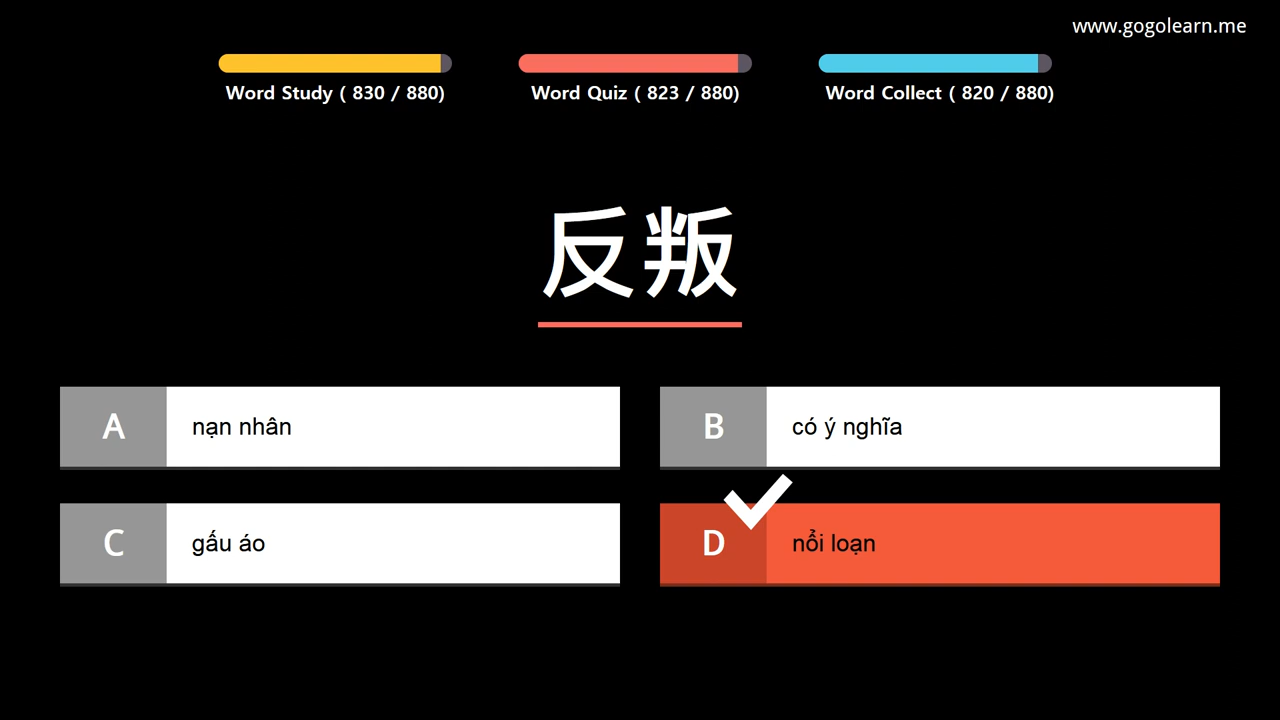 www.gogolearn.me
Word Study ( 830 / 880)
Word Quiz ( 823 / 880)
Word Collect ( 820 / 880)
反叛
A nạn nhân
B có ý nghĩa
C gấu áo
D nổi loạn